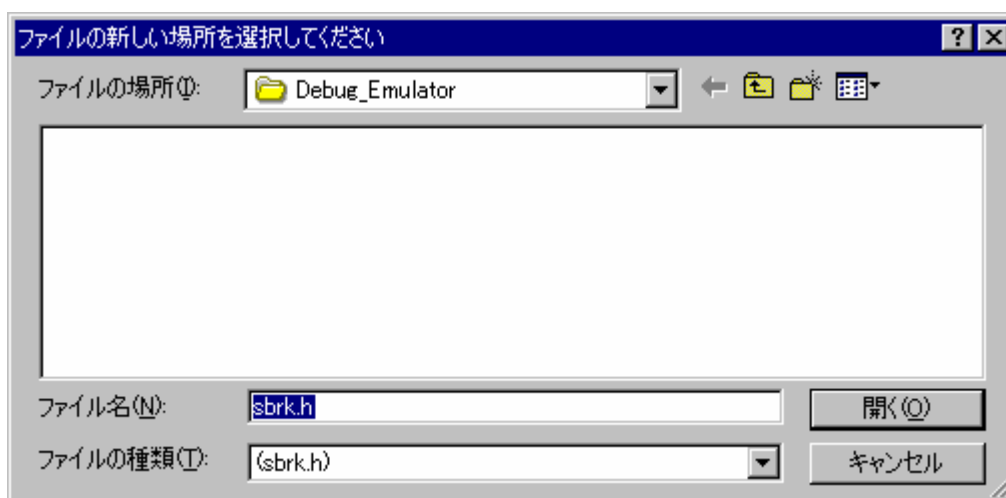 ファイルの新しい場所を選択してください
ファイルの場所(I):
Debug_Emulator
ファイル名(N):
sbrk.h
開く(O)
ファイルの種類(T):
(sbrk.h)
キャンセル